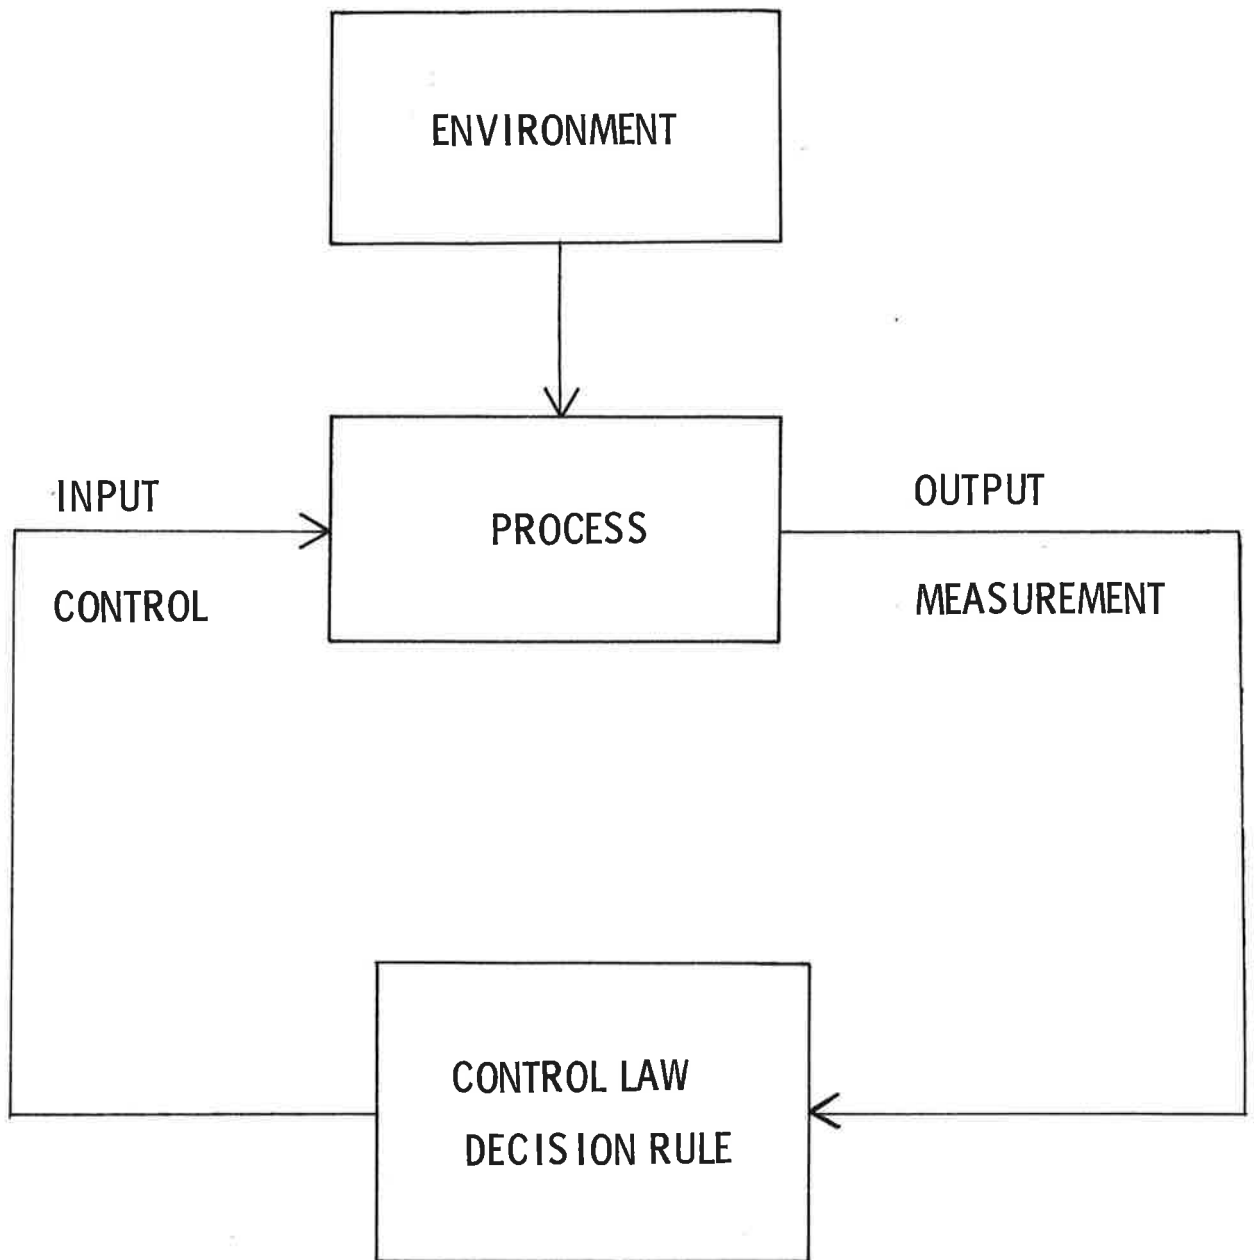 ENVIRONMENT
INPUT
CONTROL
PROCESS
OUTPUT
MEASUREMENT
CONTROL LAW
DECISION RULE